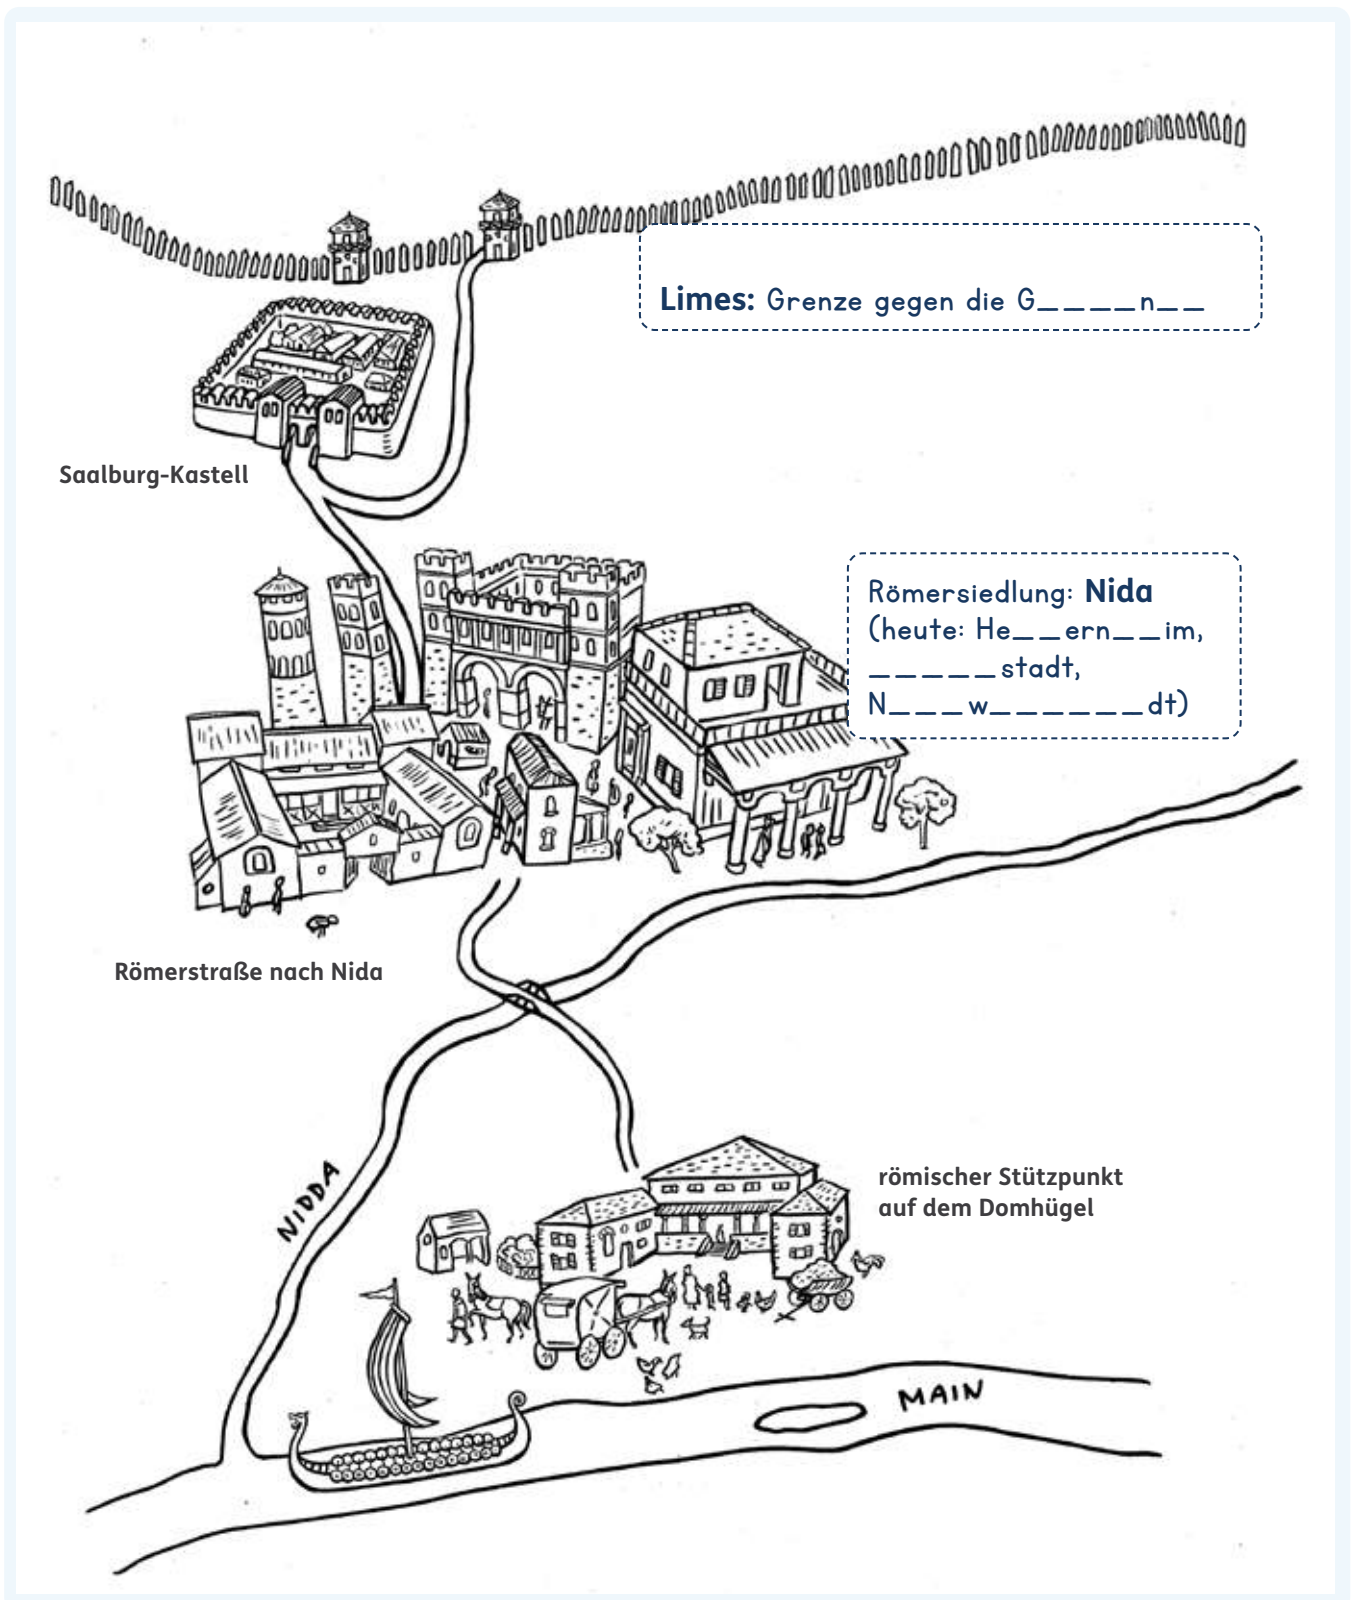 Limes: Grenze gegen die G____n__
Saalburg-Kastell
Römersiedlung: Nida
(heute: He__ern__im,
_____stadt,
N___w______dt)
Römerstraße nach Nida
NIDDA
römischer Stützpunkt
auf dem Domhügel
MAIN